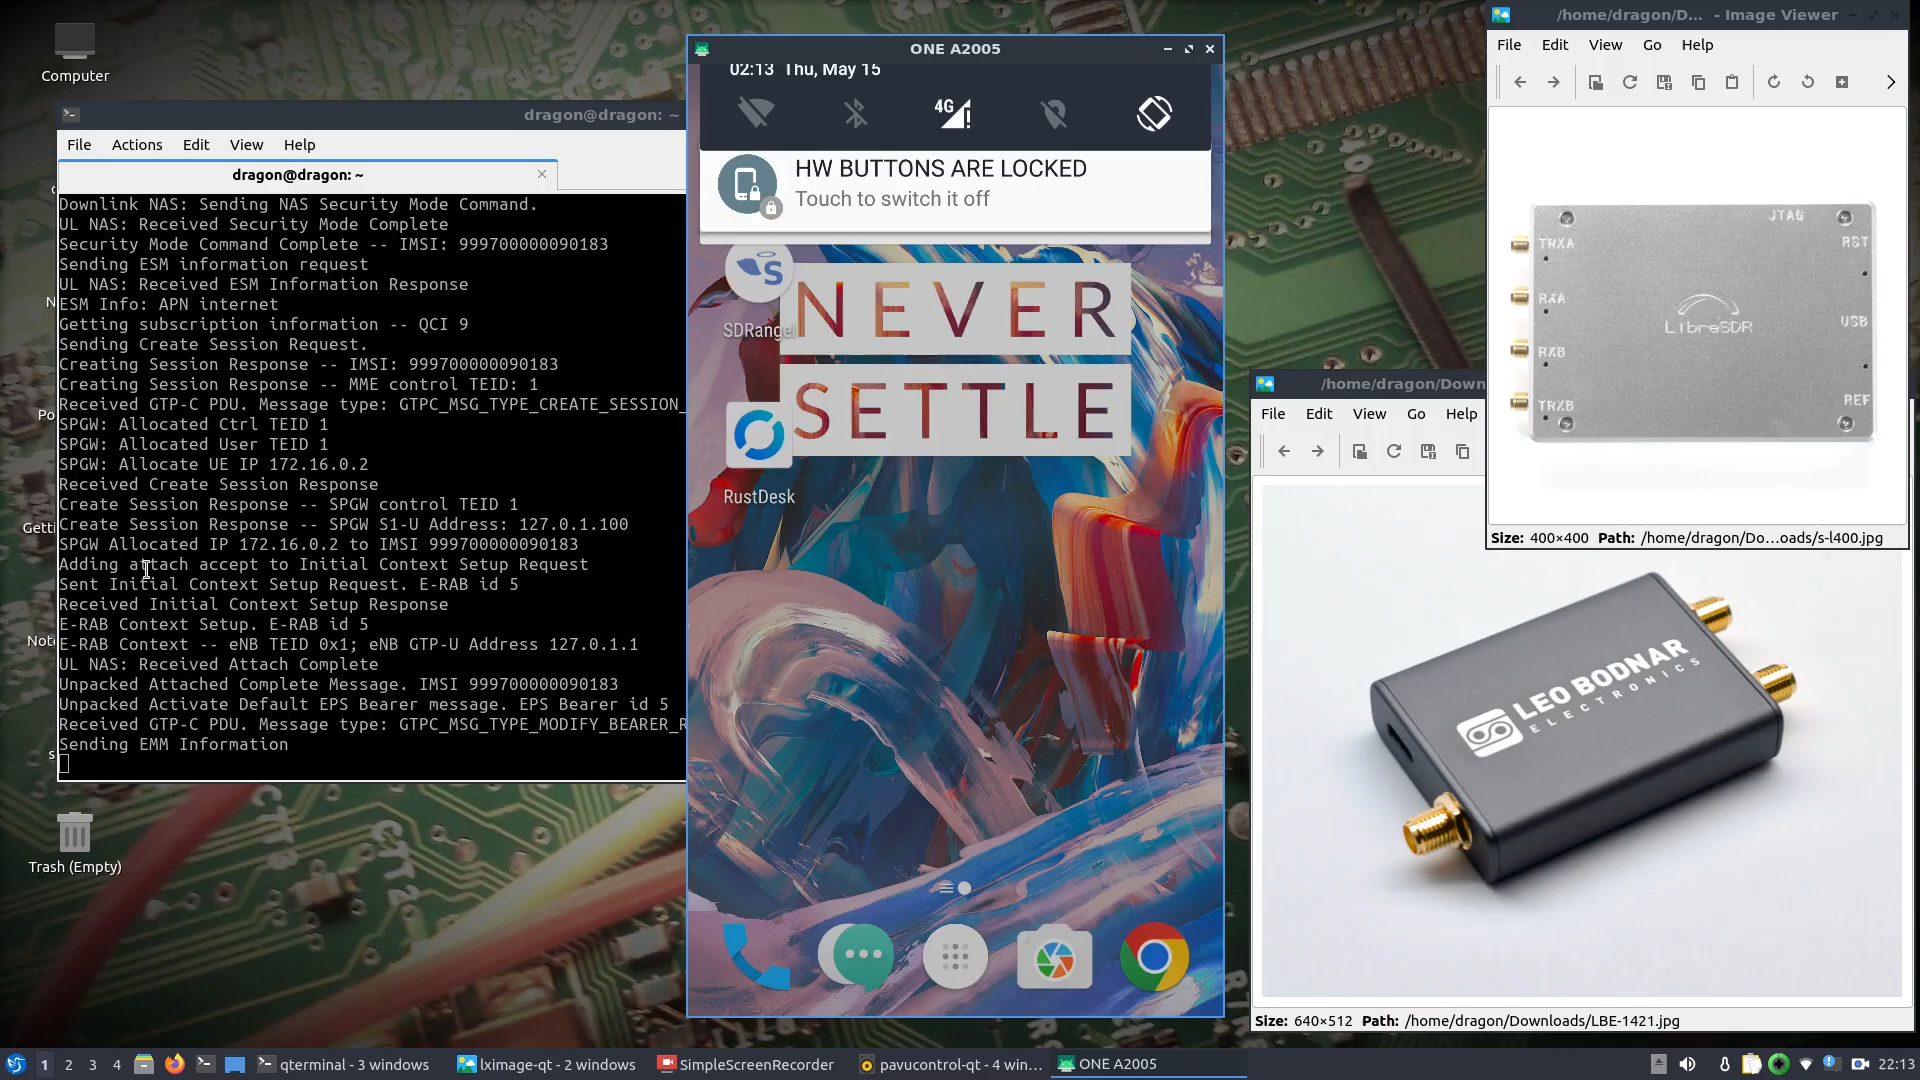 Computer
dragon@dragon: ~
File Actions Edit View Help
dragon@dragon: ~
Downlink NAS: Sending NAS Security Mode Command.
UL NAS: Received Security Mode Complete
Security Mode Command Complete -- IMSI: 999700000090183
Sending ESM information request
UL NAS: Received ESM Information Response
ESM Info: APN internet
Getting subscription information -- QCI 9
Sending Create Session Request.
Creating Session Response -- IMSI: 999700000090183
Creating Session Response -- MME control TEID: 1
Received GTP-C PDU. Message type: GTPC_MSG_TYPE_CREATE_SESSION_
SPGW: Allocated Ctrl TEID 1
SPGW: Allocated User TEID 1
SPGW: Allocate UE IP 172.16.0.2
Received Create Session Response
Create Session Response -- SPGW control TEID 1
Create Session Response -- SPGW S1-U Address: 127.0.1.100
SPGW Allocated IP 172.16.0.2 to IMSI 999700000090183
Adding attach accept to Initial Context Setup Request
Sent Initial Context Setup Request. E-RAB id 5
Received Initial Context Setup Response
E-RAB Context Setup. E-RAB id 5
E-RAB Context -- eNB TEID 0x1; eNB GTP-U Address 127.0.1.1
UL NAS: Received Attach Complete
Unpacked Attached Complete Message. IMSI 999700000090183
Unpacked Activate Default EPS Bearer message. EPS Bearer id 5
Received GTP-C PDU. Message type: GTPC_MSG_TYPE_MODIFY_BEARER_R
Sending EMM Information
Po
Getti
Note
Trash (Empty)
ONE A2005
02:13 Thu, May 15
4G
HW BUTTONS ARE LOCKED
Touch to switch it off
SDRangel
NEVER
SETTLE
RustDesk
/home/dragon/D... - Image Viewer
File Edit View Go Help
JTAG
TRXA
RST
RXA
LibreSDR
USB
RXB
TRXB
REF
Size: 400×400 Path: /home/dragon/Do...oads/s-l400.jpg
/home/dragon/Down
File Edit View Go Help
LEO BODNAR
ELECTRONICS
Size: 640×512 Path: /home/dragon/Downloads/LBE-1421.jpg
1 2 3 4
qterminal - 3 windows
lximage-qt - 2 windows
SimpleScreenRecorder
pavucontrol-qt - 4 win...
ONE A2005
22:13